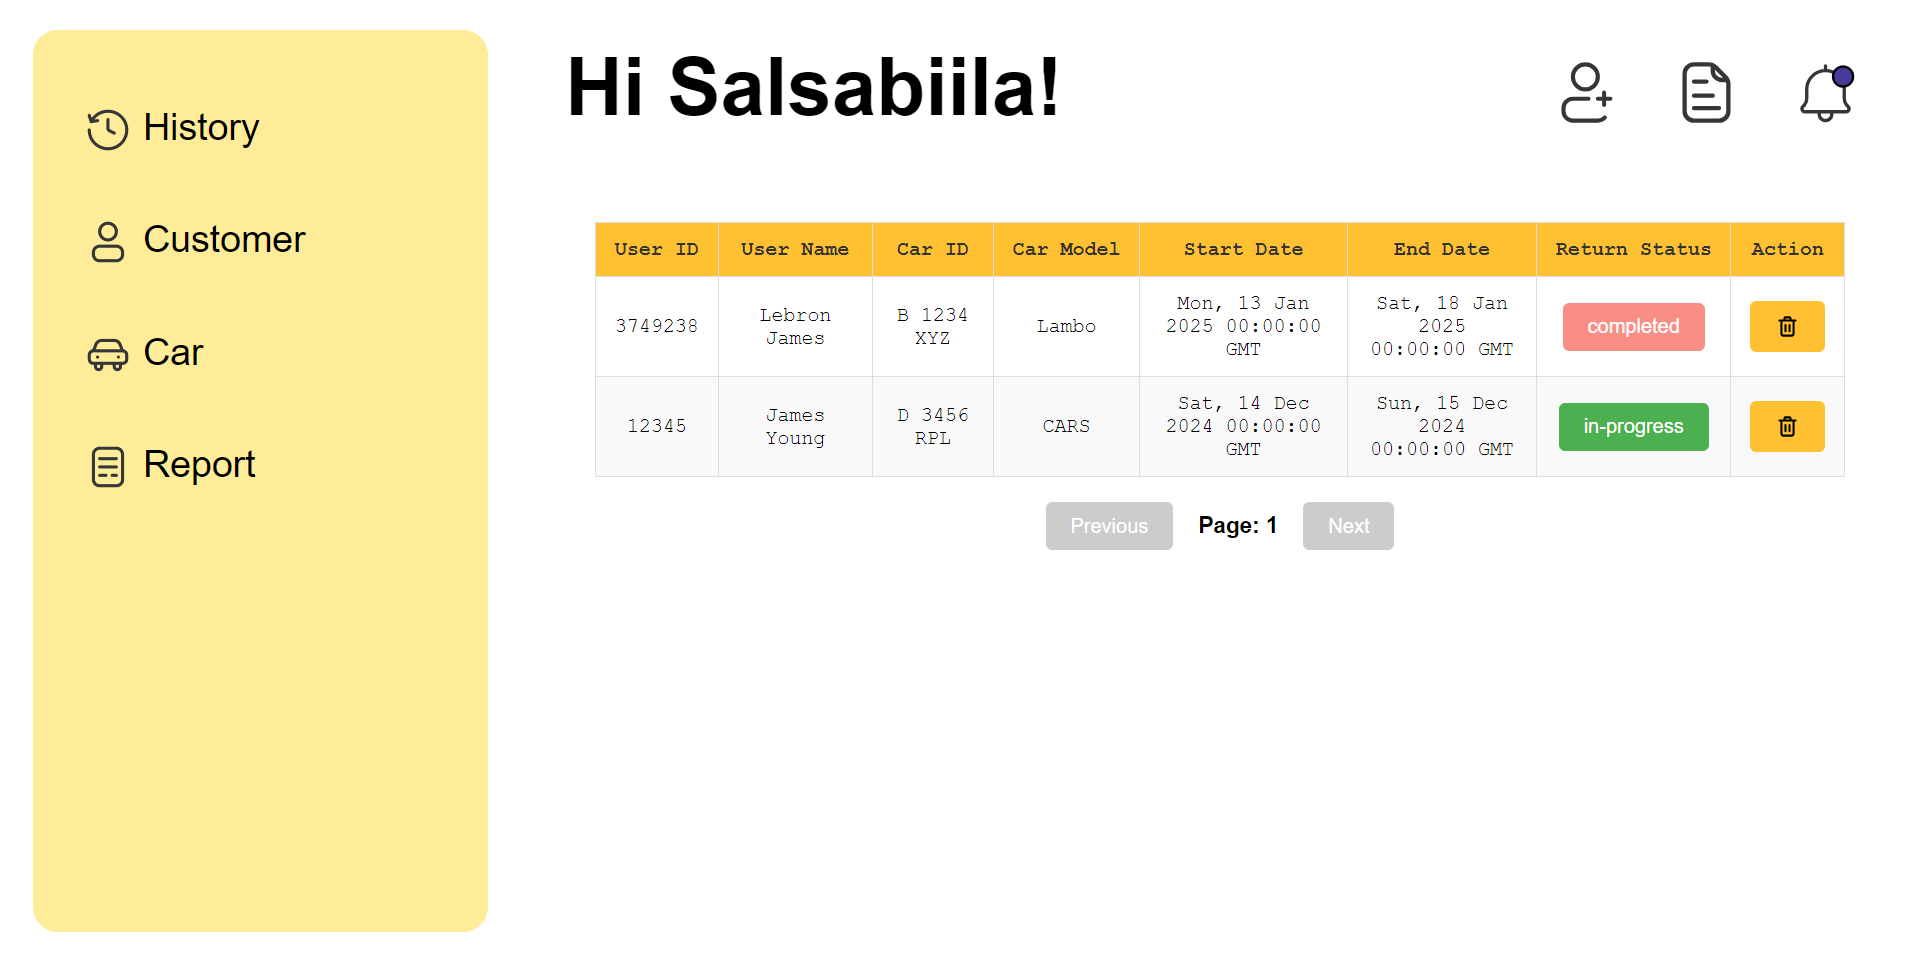 Hi Salsabiila!
History
Customer
Car
Report
User ID User Name Car ID Car Model Start Date End Date Return Status Action
3749238
Lebron
James
B 1234
XYZ
Lambo
Mon, 13 Jan
2025 00:00:00
GMT
Sat, 18 Jan
2025
00:00:00 GMT
completed
12345
James
Young
D 3456
RPL
CARS
Sat, 14 Dec
2024 00:00:00
GMT
Sun, 15 Dec
2024
00:00:00 GMT
in-progress
Previous Page: 1 Next